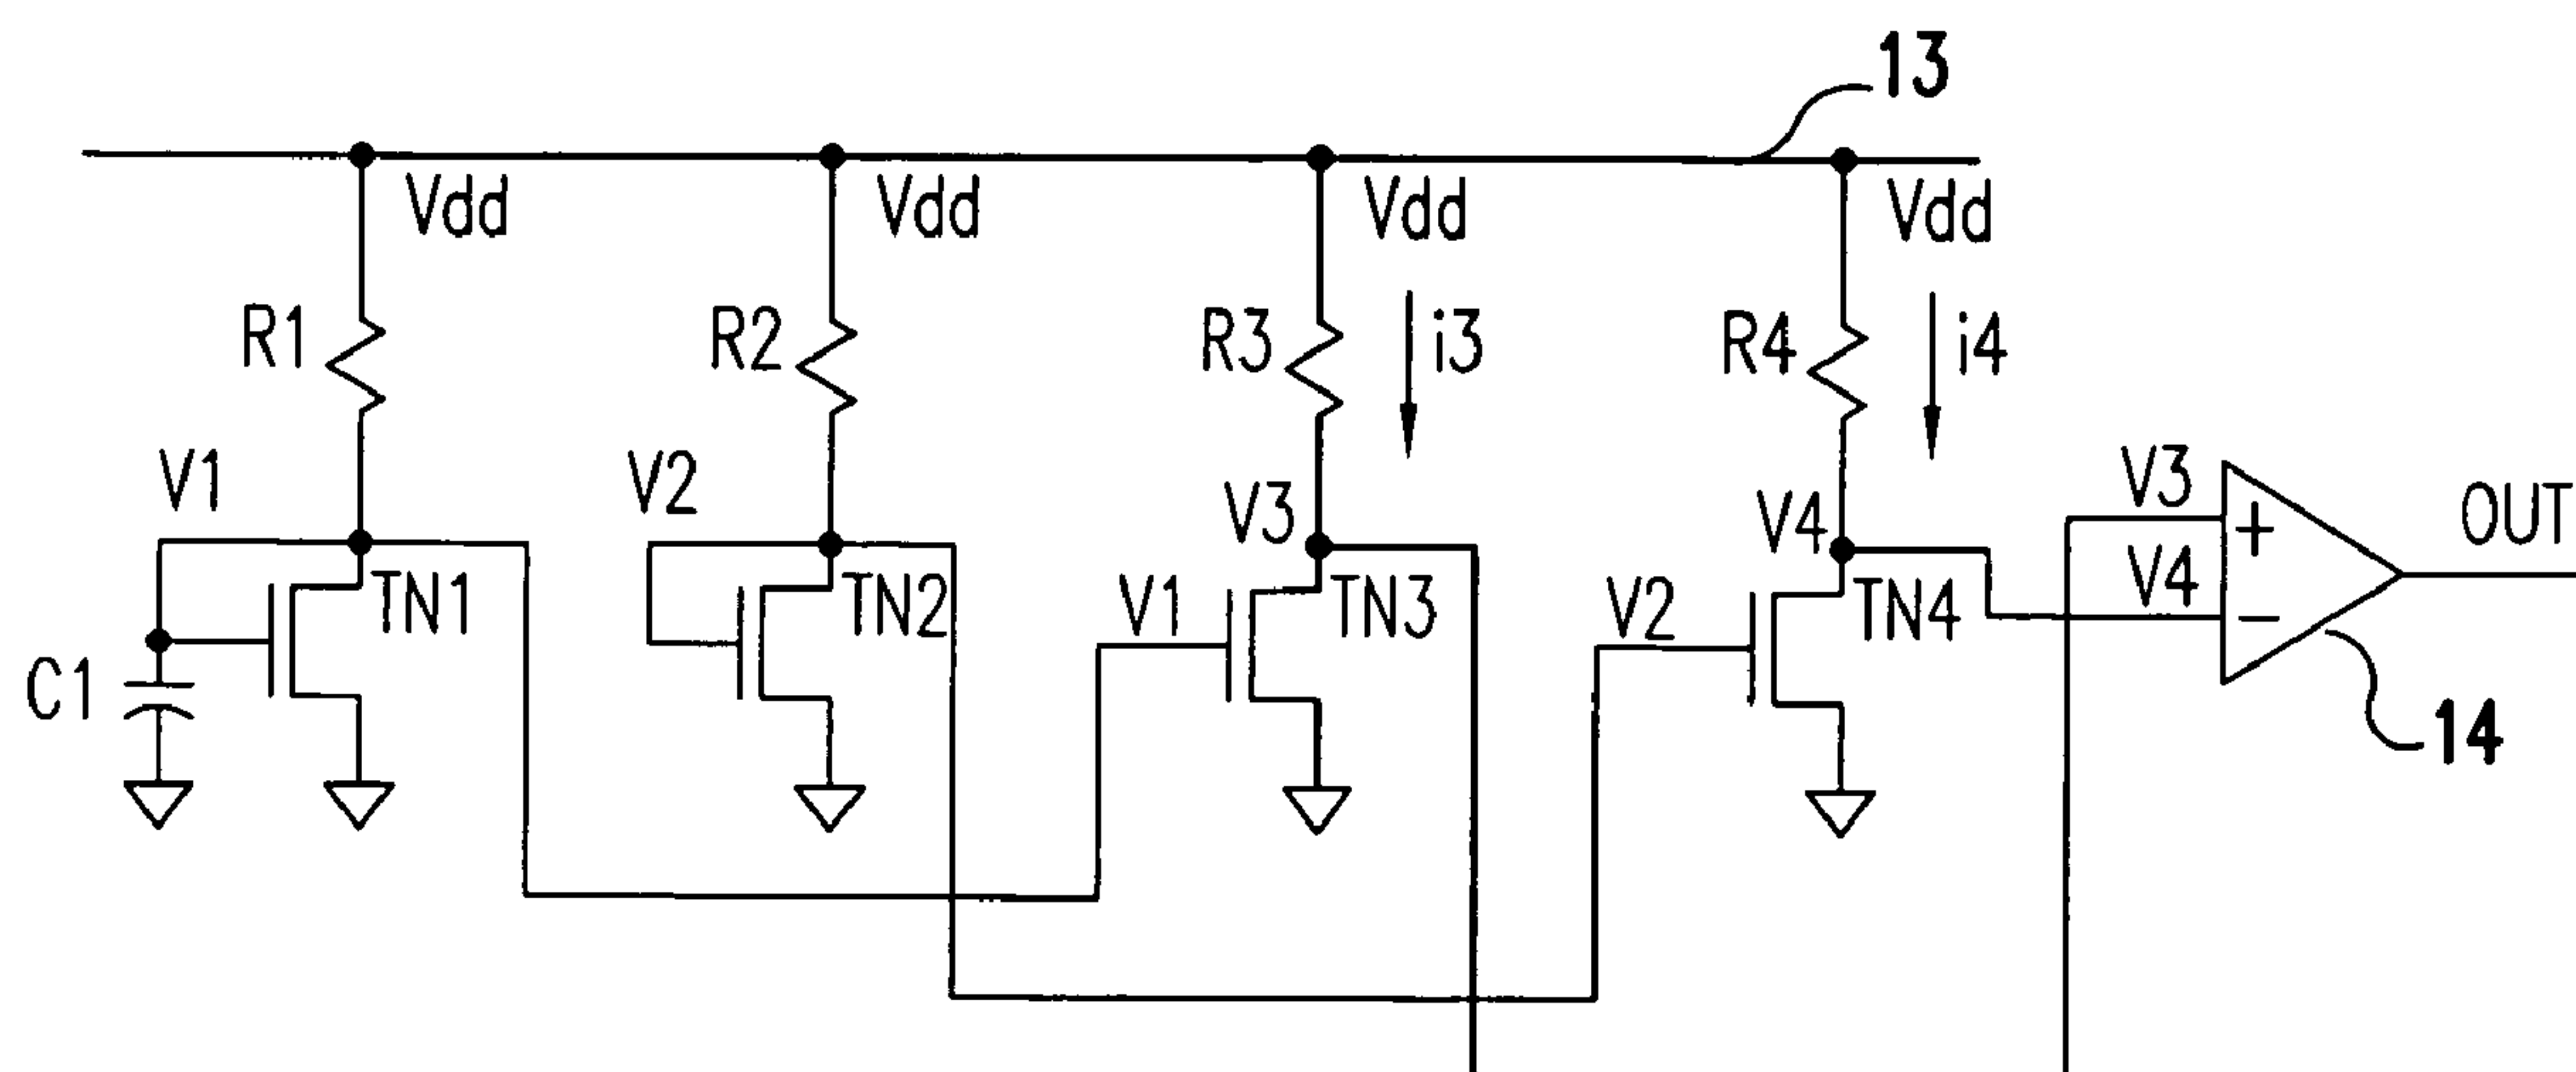 13
Vdd
Vdd
Vdd
Vdd
R1
R2
R3
i3
R4
i4
V1
V2
V3
V4
V3
+
OUT
V4
−
TN1
TN2
V1
TN3
V2
TN4
C1
14